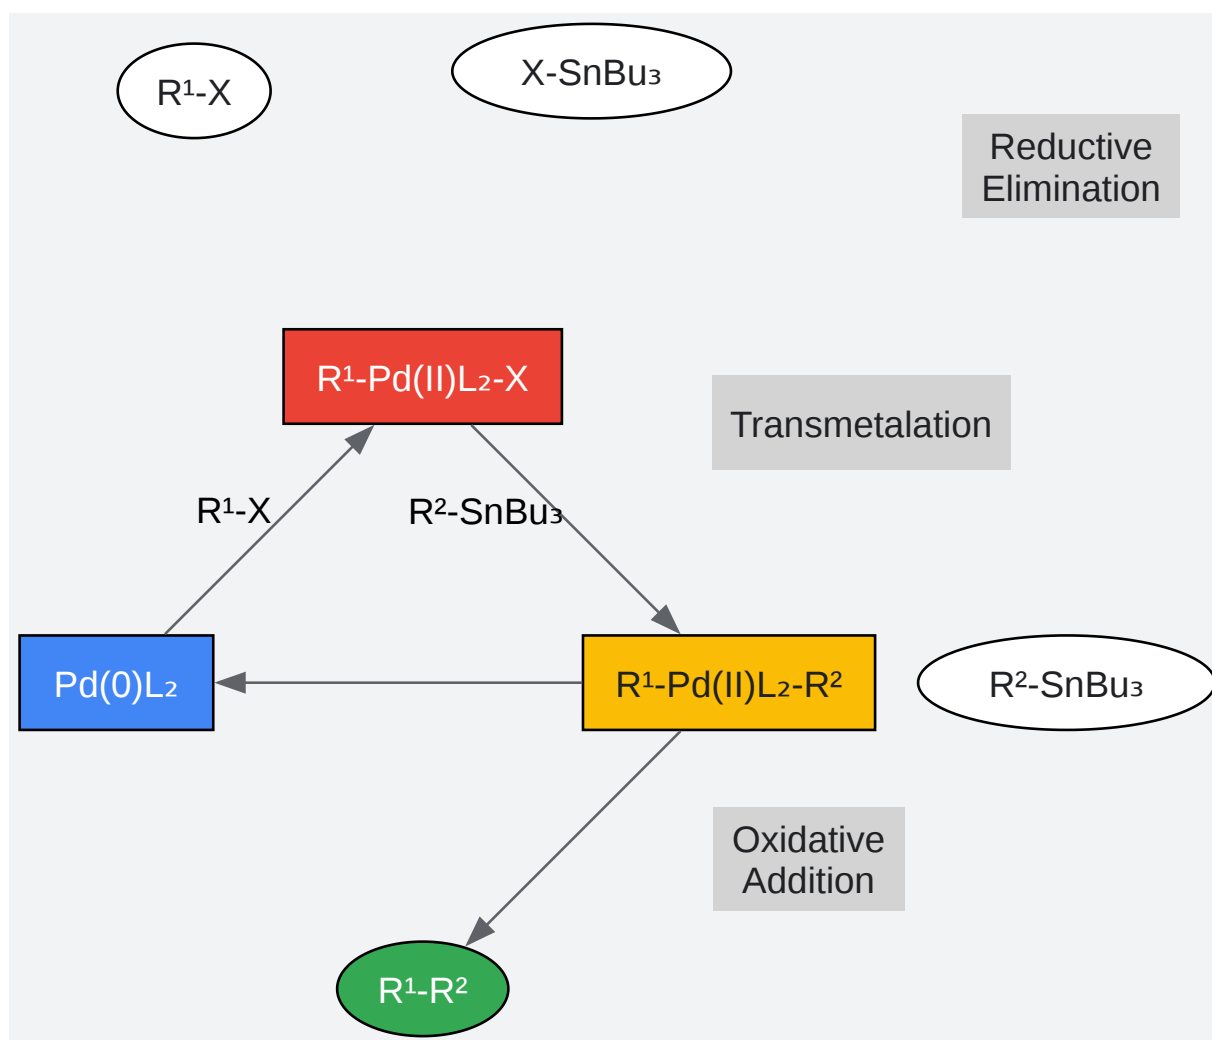 R¹-X
X-SnBu₃
Reductive
Elimination
R¹-Pd(II)L₂-X
Transmetalation
R¹-X
R²-SnBu₃
Pd(0)L₂
R¹-Pd(II)L₂-R²
R²-SnBu₃
Oxidative
Addition
R¹-R²